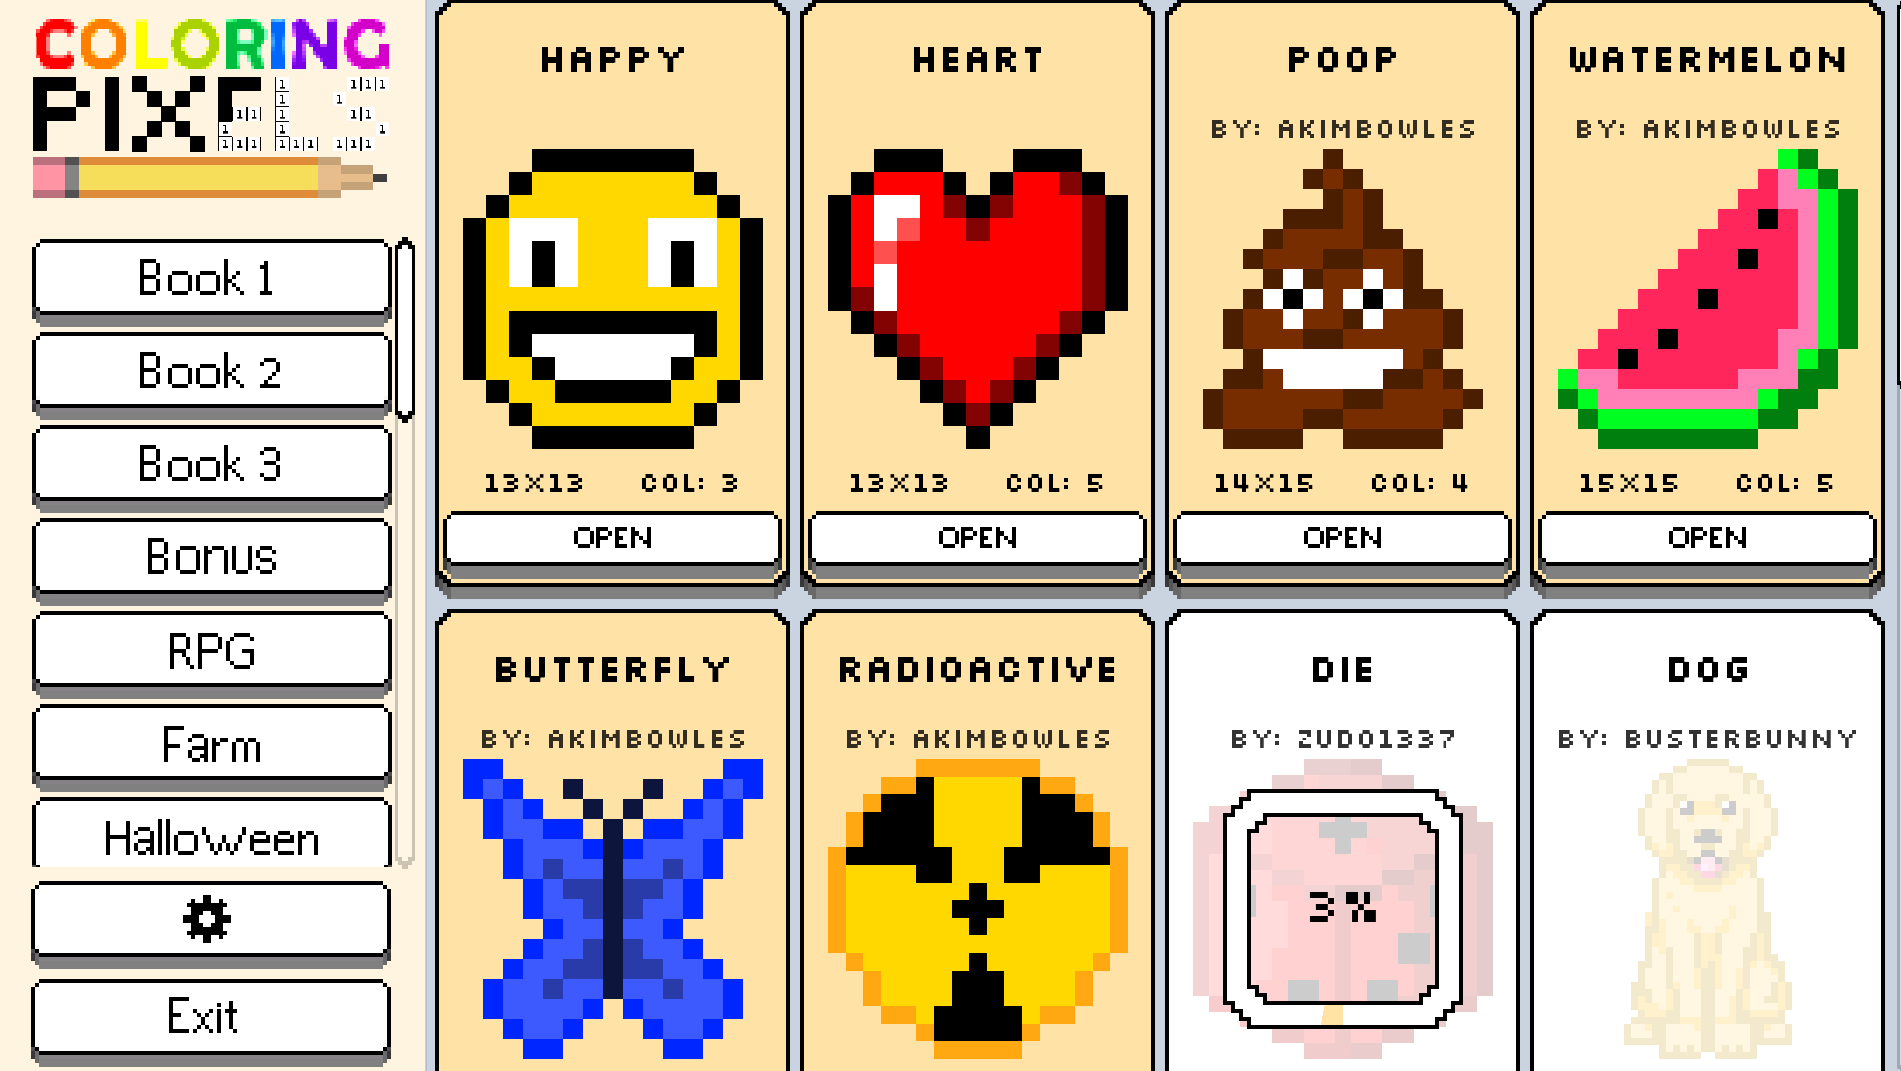 COLORING
PIXELS
Book 1
Book 2
Book 3
Bonus
RPG
Farm
Halloween
Exit
HAPPY
13X13 COL: 3
OPEN
HEART
13X13 COL: 5
OPEN
POOP
BY: AKIMBOWLES
14X15 COL: 4
OPEN
WATERMELON
BY: AKIMBOWLES
15X15 COL: 5
OPEN
BUTTERFLY
BY: AKIMBOWLES
RADIOACTIVE
BY: AKIMBOWLES
DIE
BY: ZUDO1337
3%
DOG
BY: BUSTERBUNNY